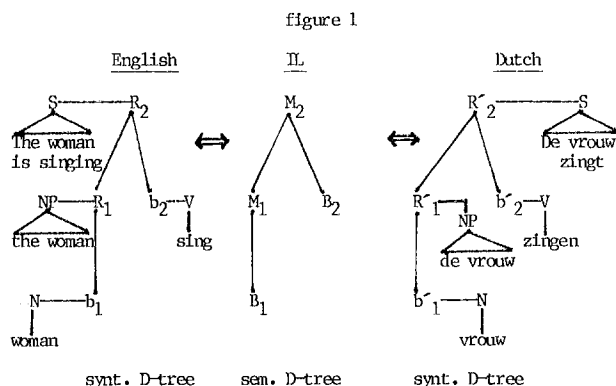 figure 1
English IL Dutch
S R2 M2 R´2 S
The woman De vrouw
is singing zingt
NP R1 b2 V M1 B2 R´1 b´2 V
NP
the woman sing de vrouw zingen
N b1 B1 b´1 N
woman vrouw
synt. D-tree sem. D-tree synt. D-tree